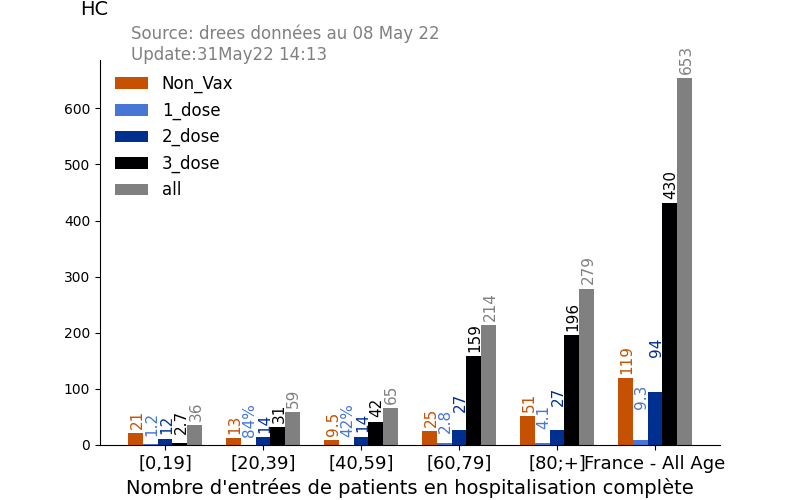 HC
Source: drees données au 08 May 22
Update:31May22 14:13
Non_Vax
1_dose
2_dose
3_dose
all
600
500
400
300
200
100
0
21 1.2 12 2.7 36
13 84% 14 31 59
9.5 42% 14 42 65
25 2.8 27 159 214
51 4.1 27 196 279
119 9.3 94 430 653
[0,19] [20,39] [40,59] [60,79] [80;+] France - All Age
Nombre d'entrées de patients en hospitalisation complète